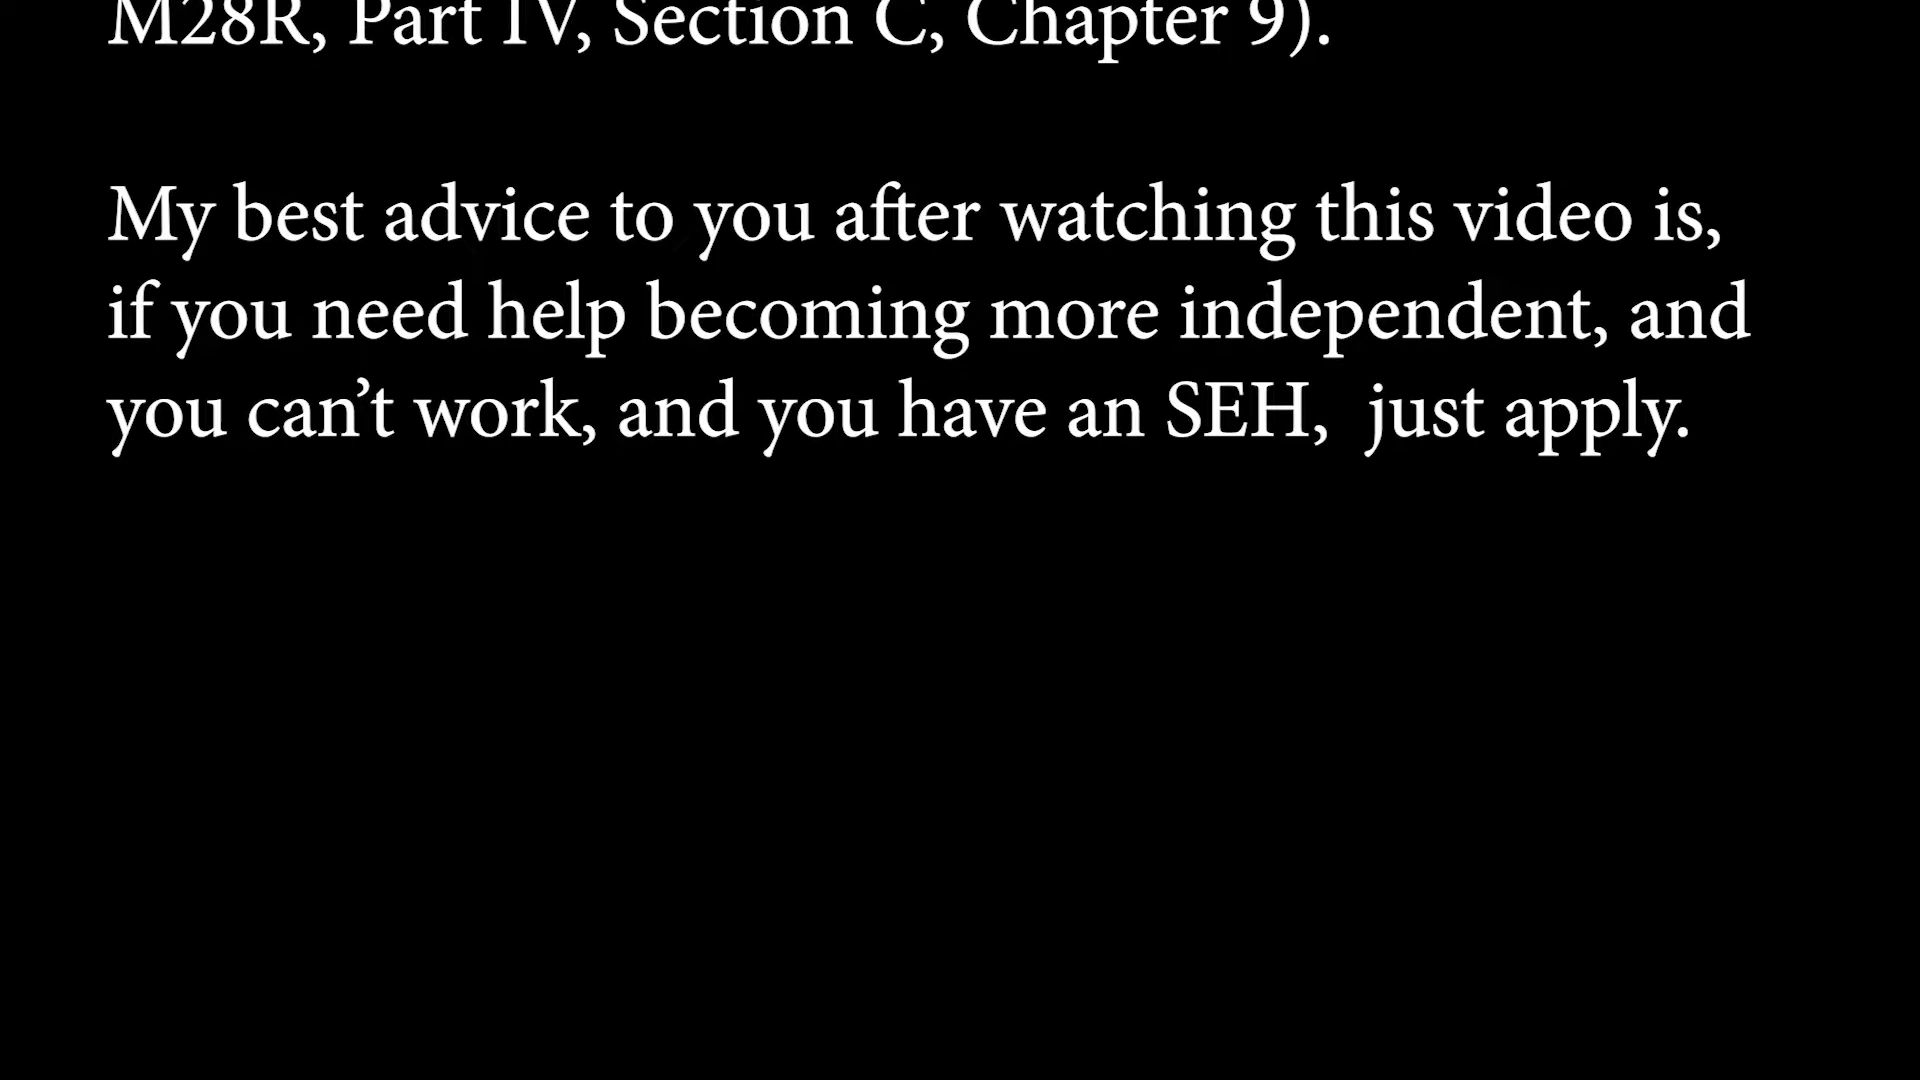 M28R, Part IV, Section C, Chapter 9).
My best advice to you after watching this video is,
if you need help becoming more independent, and
you can’t work, and you have an SEH,  just apply.